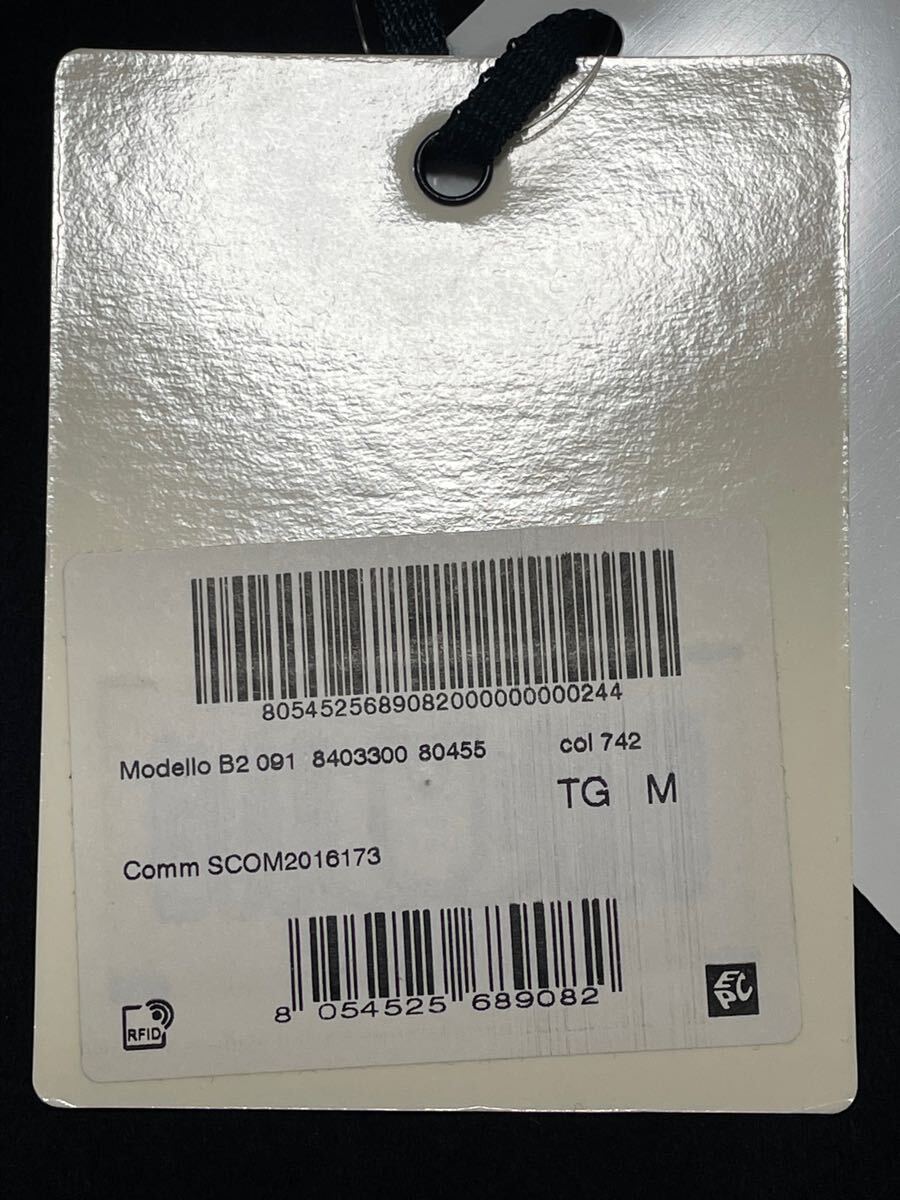 8054525689082000000000244
Modello B2 091 8403300 80455 col 742
TG M
Comm SCOM2016173
8 054525 689082
RFID
EPC